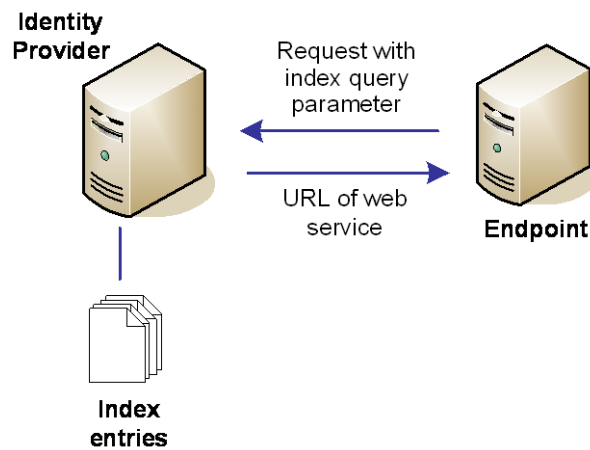 Identity
Provider
Request with
index query
parameter
URL of web
service
Endpoint
Index
entries